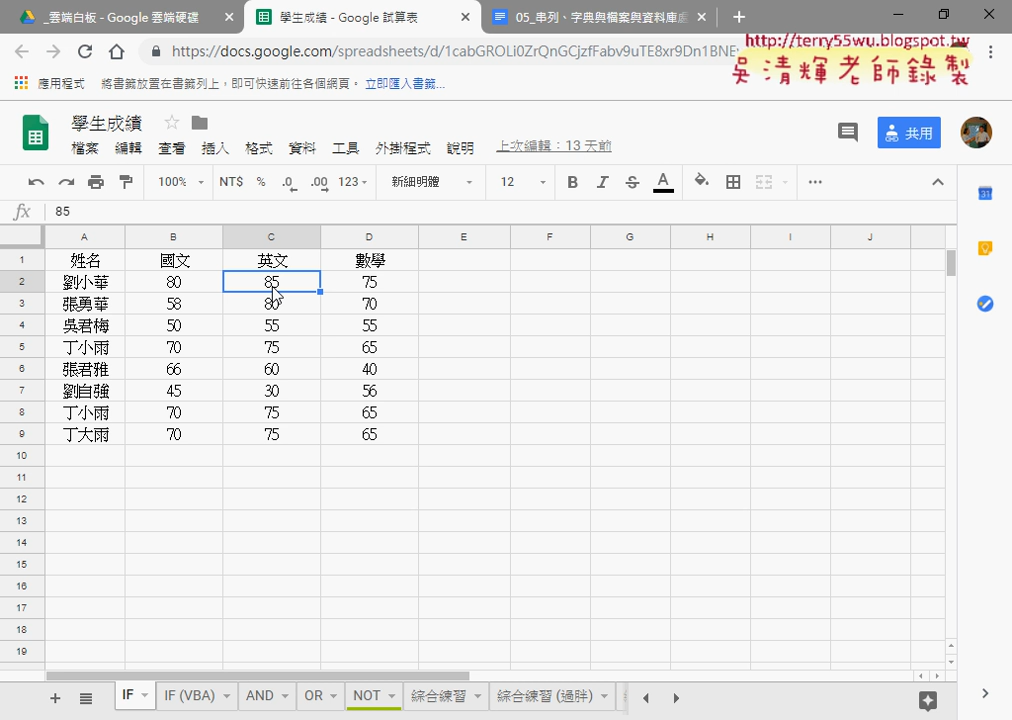 _雲端白板 - Google 雲端硬碟
學生成績 - Google 試算表
05_串列、字典與檔案與資料庫處
https://docs.google.com/spreadsheets/d/1cabGROLi0ZrQnGCjzfFabv9uTE8xr9Dn1BNE
http://terry55wu.blogspot.tw
吳清輝老師錄製
應用程式 將書籤放置在書籤列上，即可快速前往各個網頁。 立即匯入書籤...
學生成績
共用
檔案 編輯 查看 插入 格式 資料 工具 外掛程式 說明 上次編輯：13 天前
100% NT$ % .0 .00 123 新細明體 12 B I S A
fx 85
A B C D E F G H I J
1 姓名 國文 英文 數學
2 劉小華 80 85 75
3 張勇華 58 80 70
4 吳君梅 50 55 55
5 丁小雨 70 75 65
6 張君雅 66 60 40
7 劉自強 45 30 56
8 丁小雨 70 75 65
9 丁大雨 70 75 65
10
11
12
13
14
15
16
17
18
19
IF IF (VBA) AND OR NOT 綜合練習 綜合練習 (過胖)
31